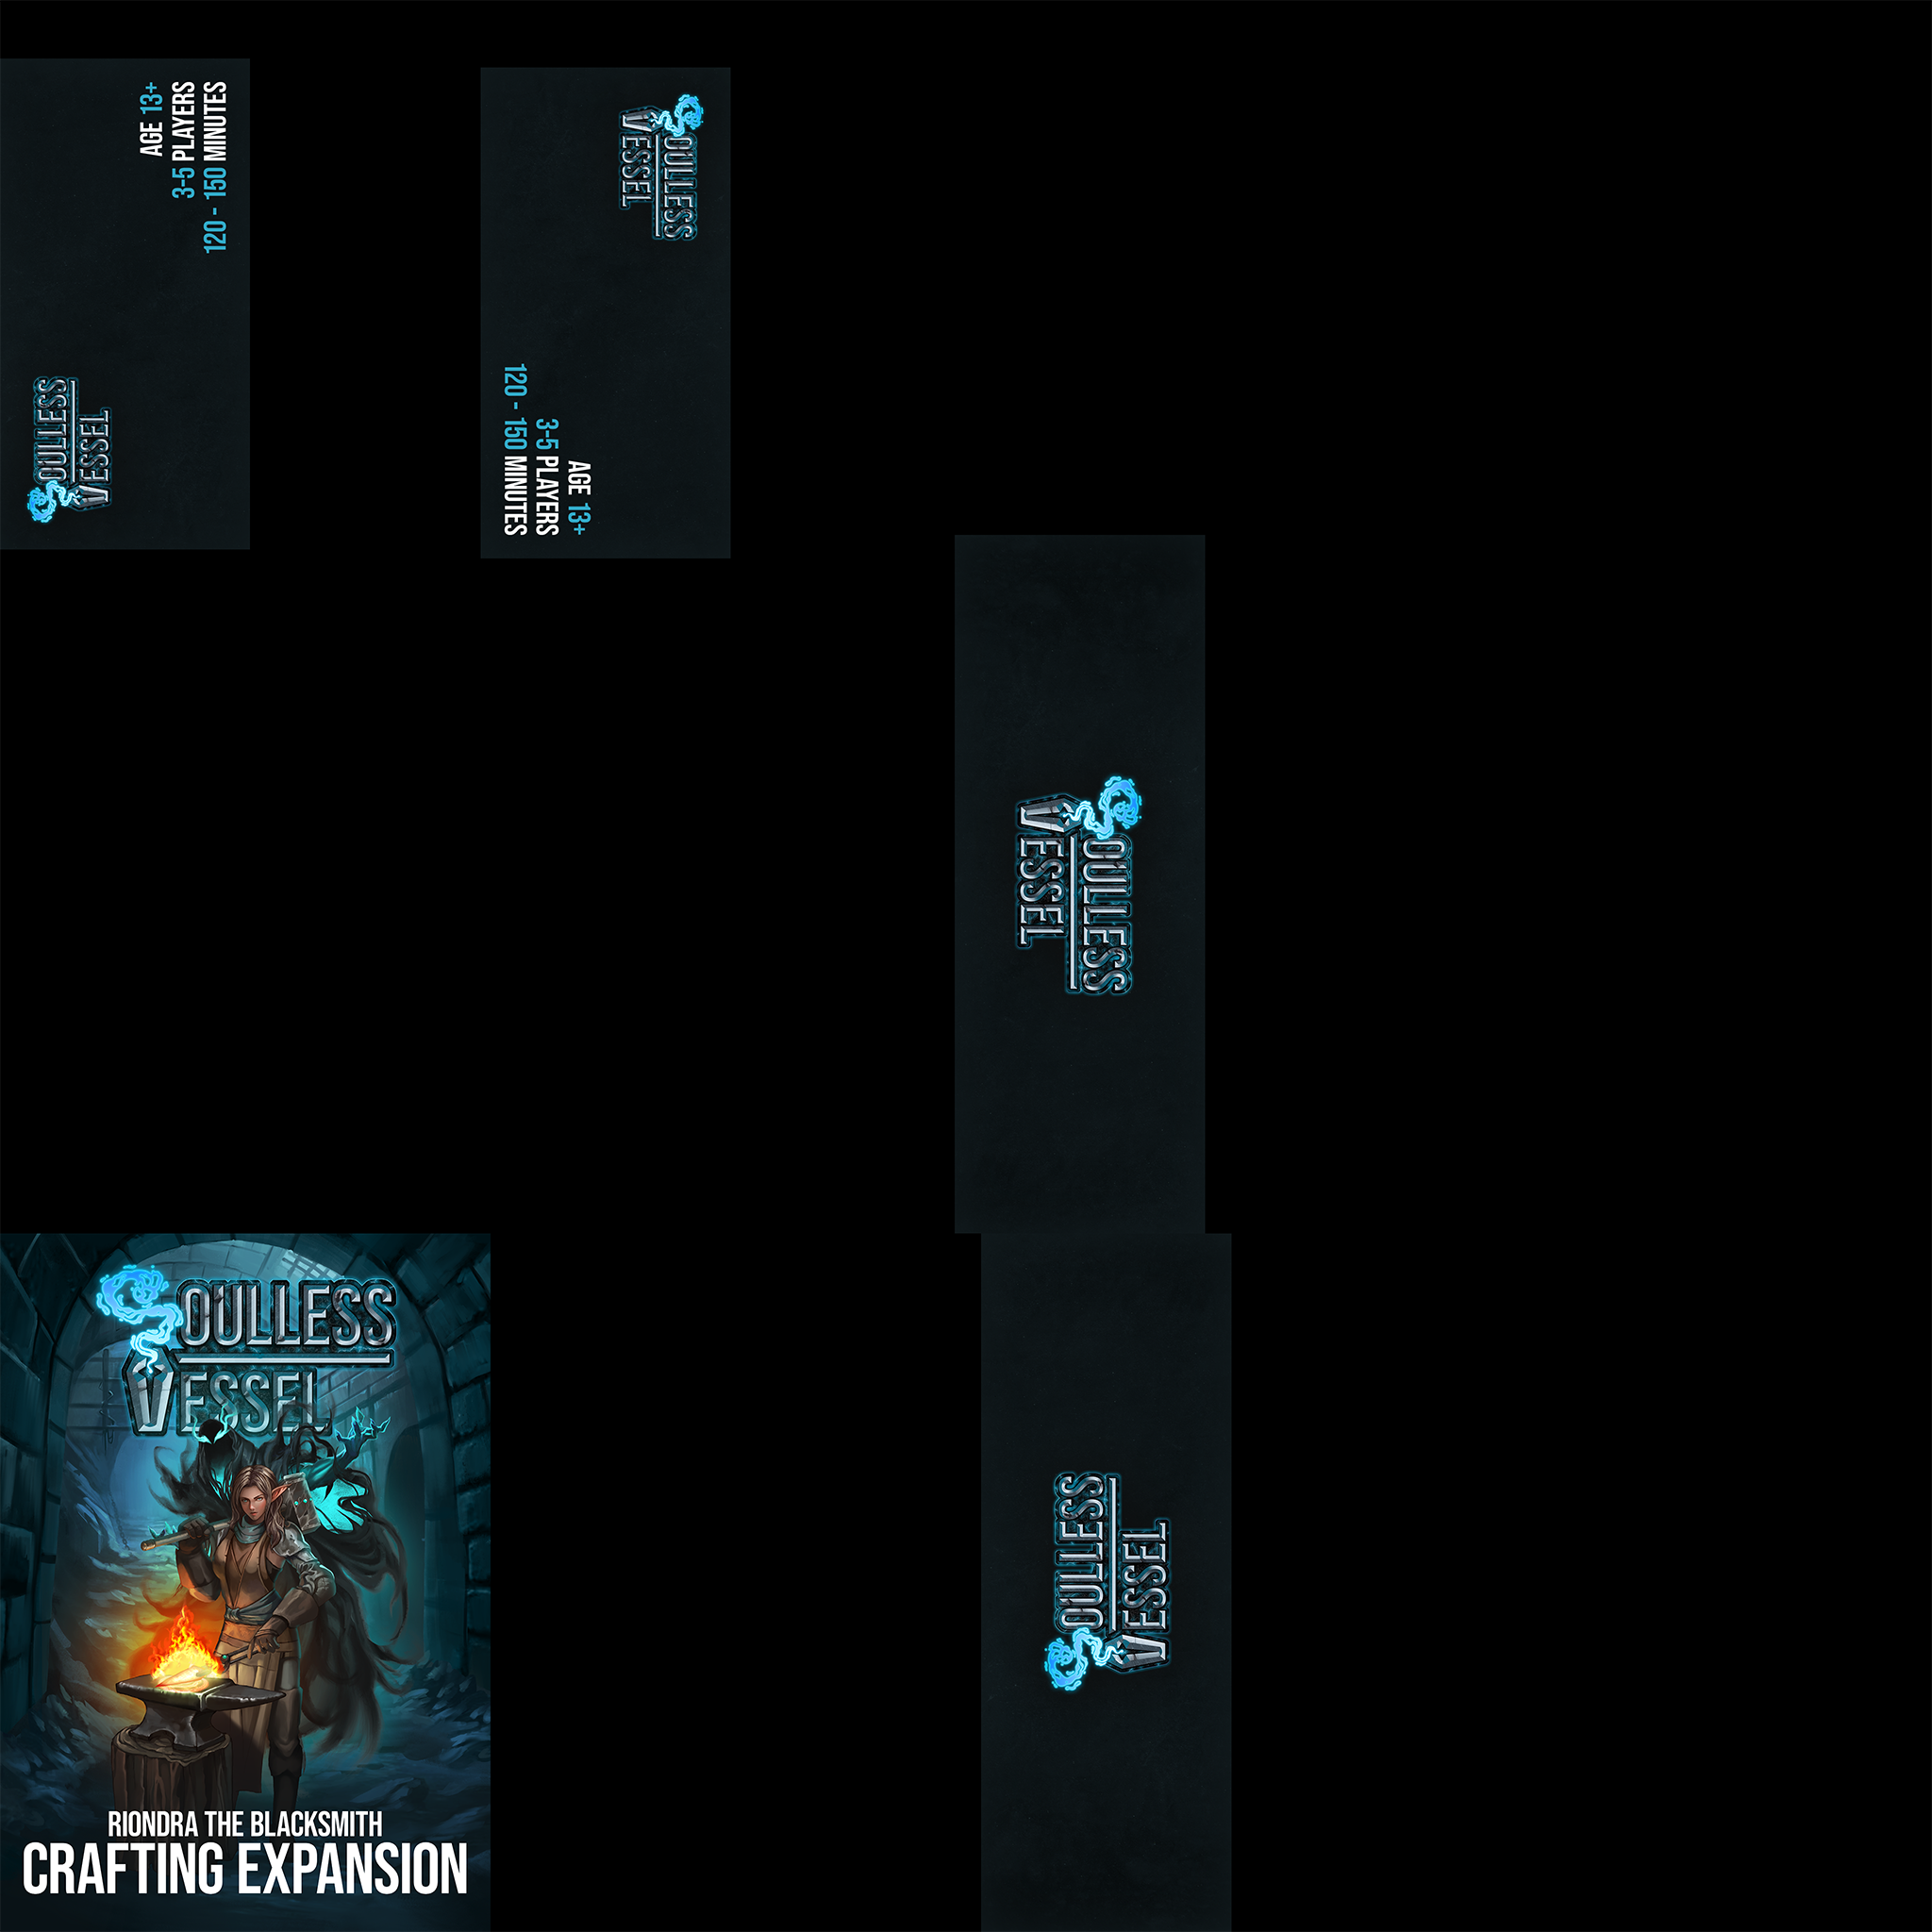 AGE 13+
3-5 PLAYERS
120 - 150 MINUTES
SOULLESS
VESSEL
SOULLESS
VESSEL
AGE 13+
3-5 PLAYERS
120 - 150 MINUTES
SOULLESS
VESSEL
SOULLESS
VESSEL
RIONDRA THE BLACKSMITH
CRAFTING EXPANSION
SOULLESS
VESSEL